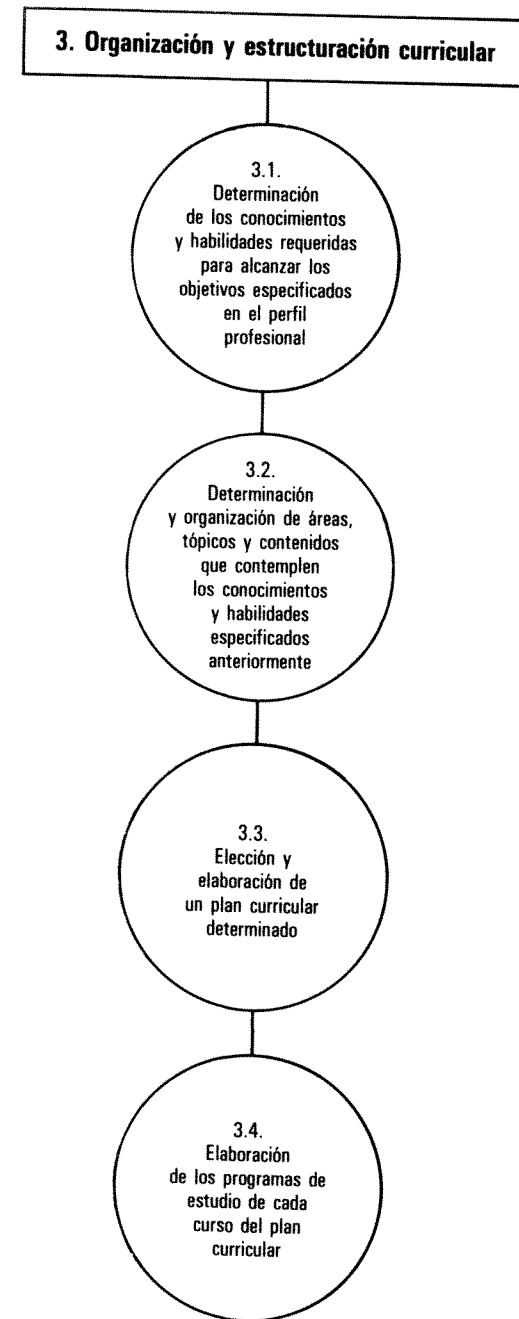 3. Organización y estructuración curricular
3.1.
Determinación
de los conocimientos
y habilidades requeridas
para alcanzar los
objetivos especificados
en el perfil
profesional
3.2.
Determinación
y organización de áreas,
tópicos y contenidos
que contemplen
los conocimientos
y habilidades
especificados
anteriormente
3.3.
Elección y
elaboración de
un plan curricular
determinado
3.4.
Elaboración
de los programas de
estudio de cada
curso del plan
curricular